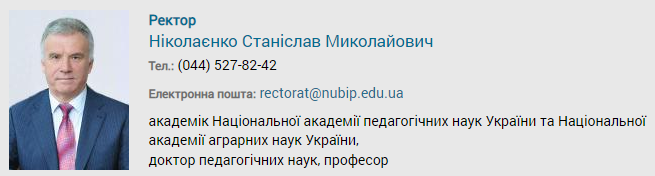 Ректор
Ніколаєнко Станіслав Миколайович
Тел.: (044) 527-82-42
Електронна пошта: rectorat@nubip.edu.ua
академік Національної академії педагогічних наук України та Національної
академії аграрних наук України,
доктор педагогічних наук, професор